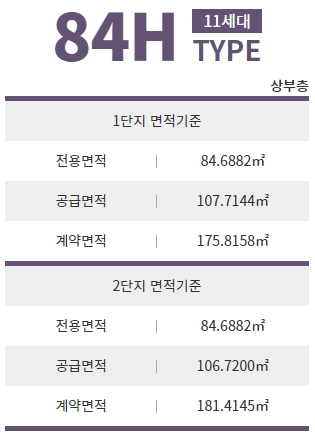 84H 11세대
TYPE
상부층
1단지 면적기준
전용면적 | 84.6882㎡
공급면적 | 107.7144㎡
계약면적 | 175.8158㎡
2단지 면적기준
전용면적 | 84.6882㎡
공급면적 | 106.7200㎡
계약면적 | 181.4145㎡